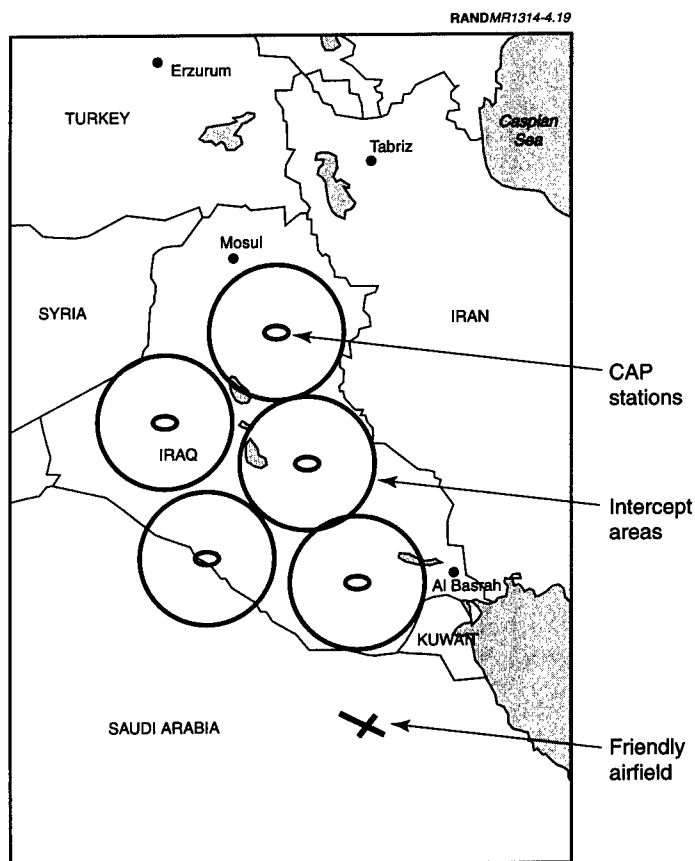 RANDMR1314-4.19
Erzurum
TURKEY
Caspian
Sea
Tabriz
Mosul
SYRIA
IRAN
CAP
stations
IRAQ
Intercept
areas
Al Basrah
KUWAIT
SAUDI ARABIA
Friendly
airfield